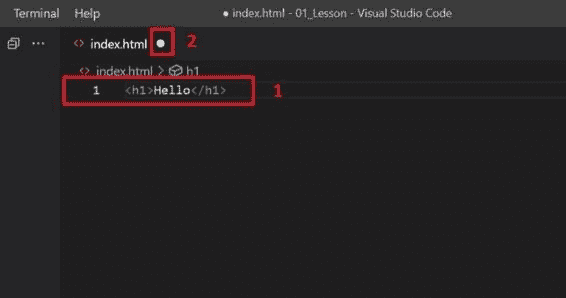 Terminal Help ● index.html - 01_Lesson - Visual Studio Code
··· <> index.html ● 2
<> index.html > h1
1 <h1>Hello</h1> 1